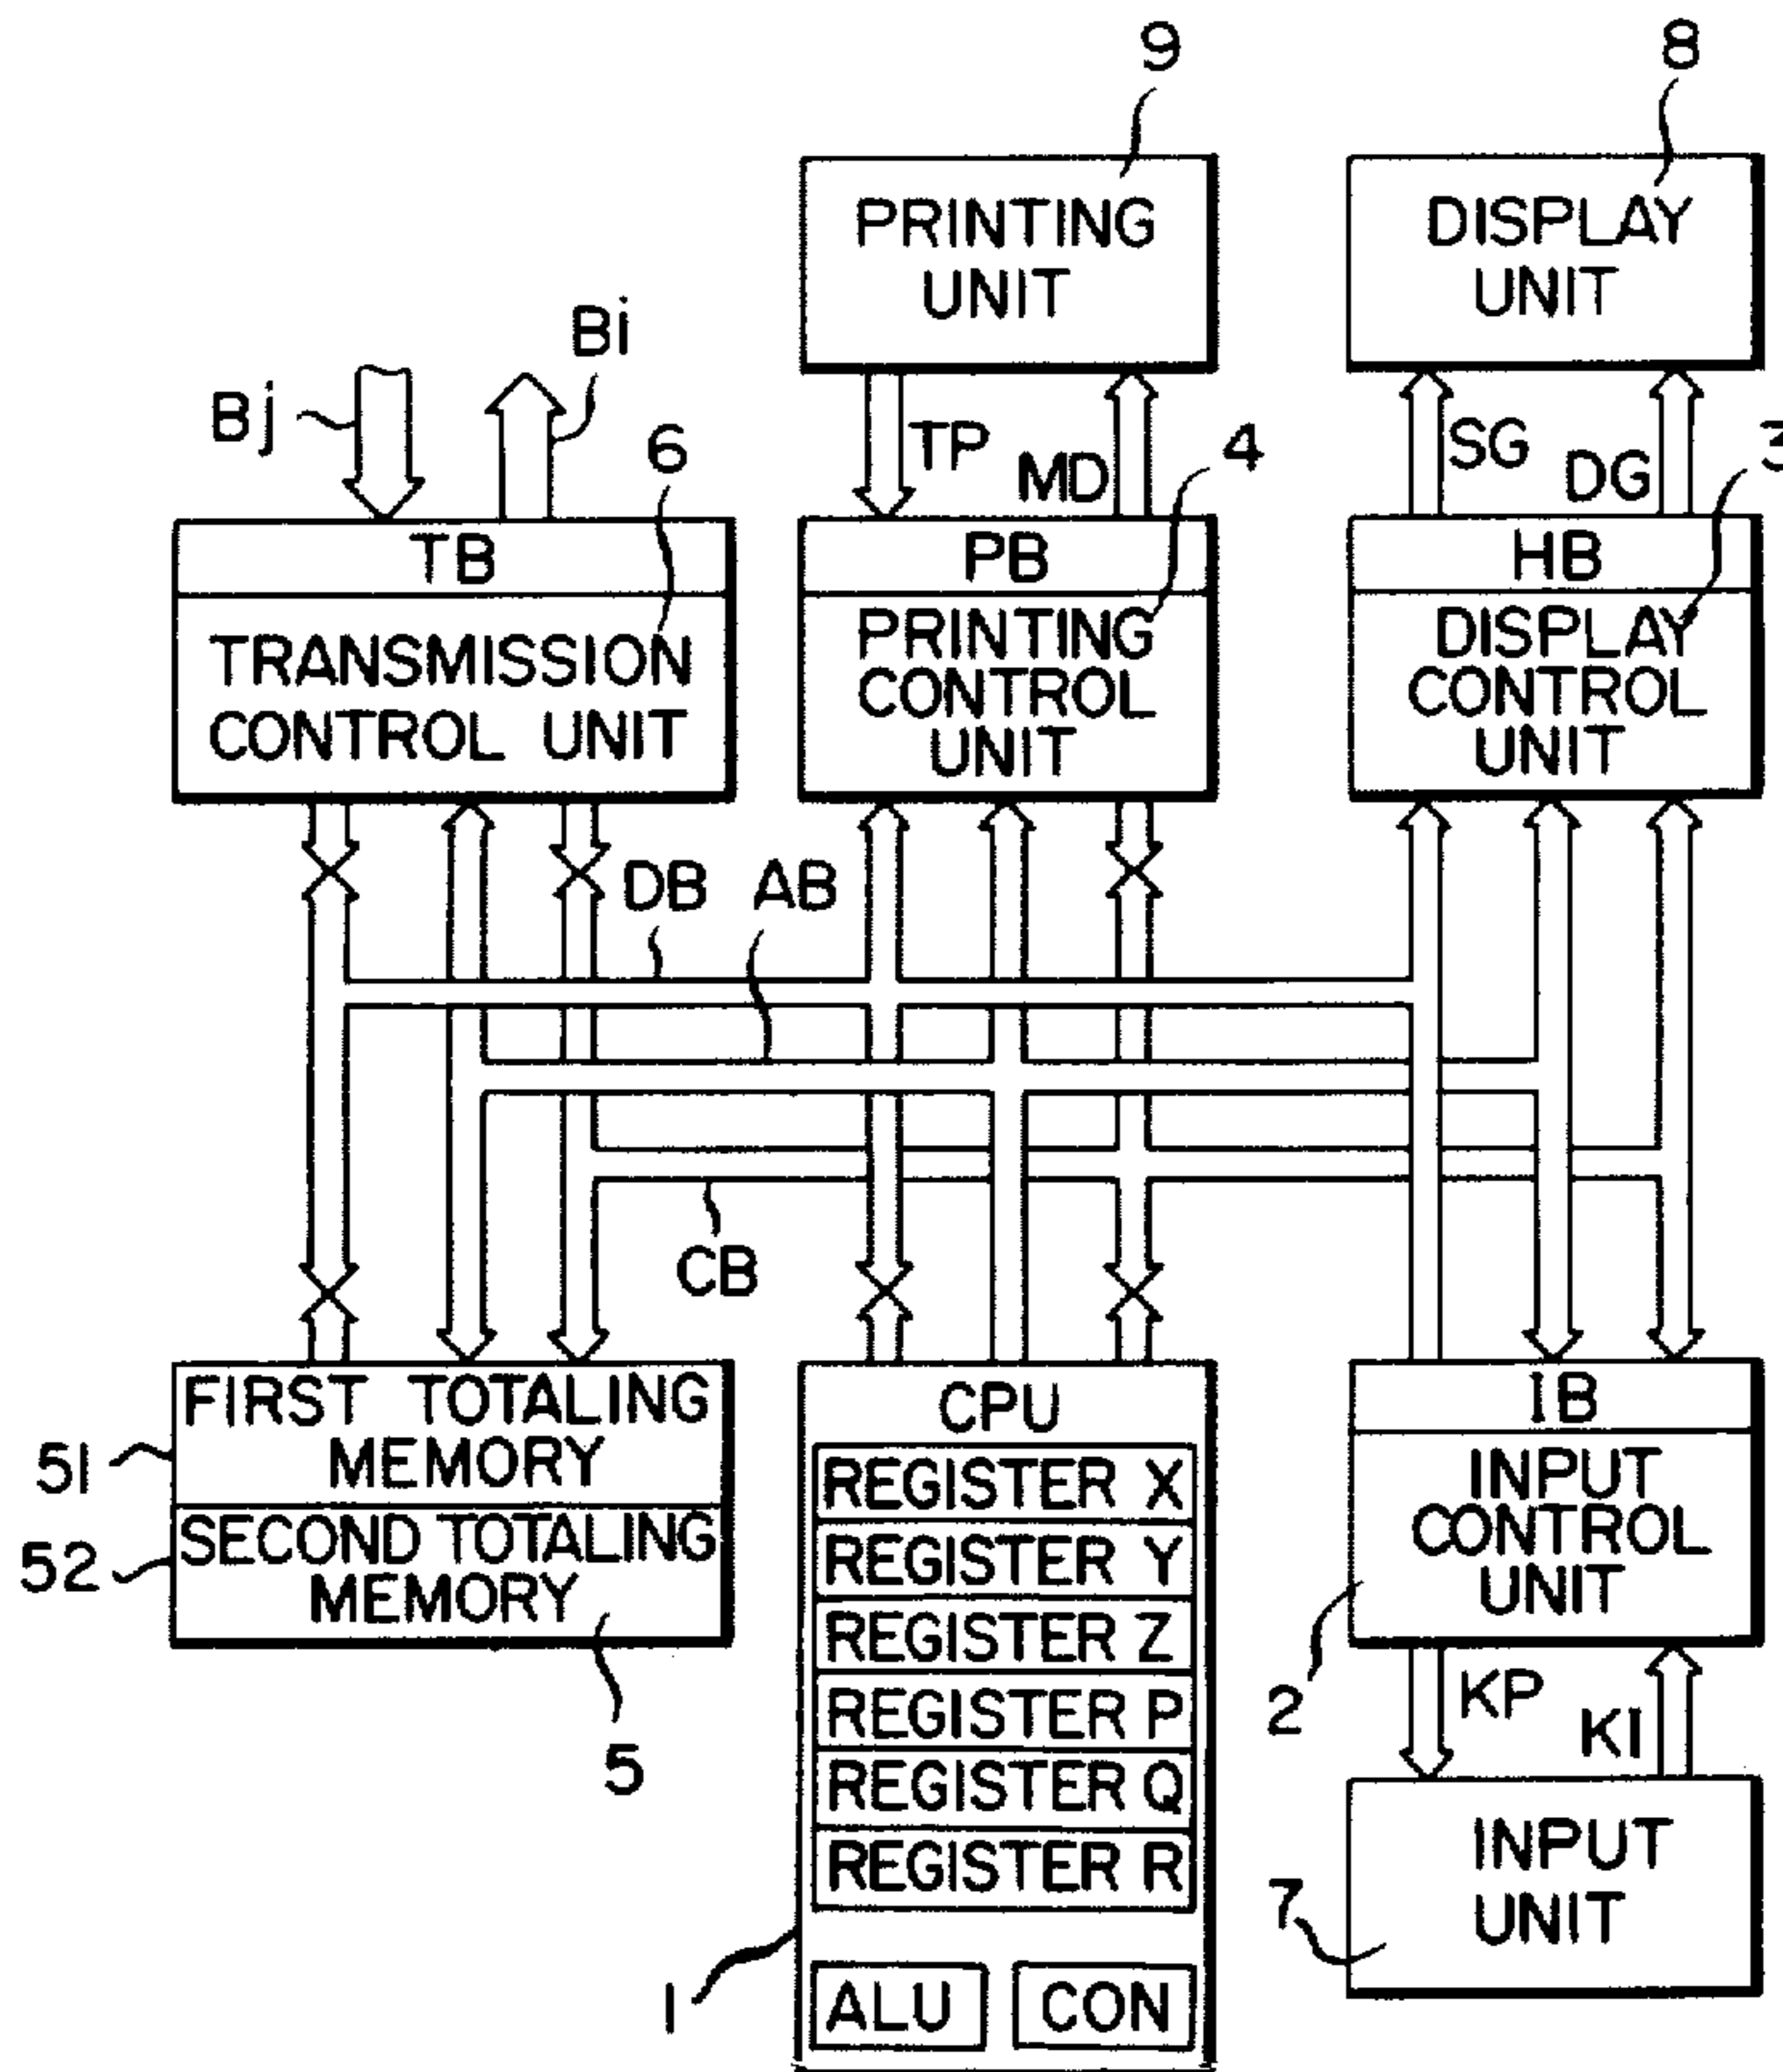 9
8
PRINTING
UNIT
DISPLAY
UNIT
Bj
Bi
6
TP
MD
4
SG
DG
3
TB
TRANSMISSION
CONTROL UNIT
PB
PRINTING
CONTROL
UNIT
HB
DISPLAY
CONTROL
UNIT
DB
AB
CB
FIRST TOTALING
MEMORY
SECOND TOTALING
MEMORY
51
52
5
CPU
REGISTER X
REGISTER Y
REGISTER Z
REGISTER P
REGISTER Q
REGISTER R
ALU
CON
1
IB
INPUT
CONTROL
UNIT
2
KP
KI
INPUT
UNIT
7